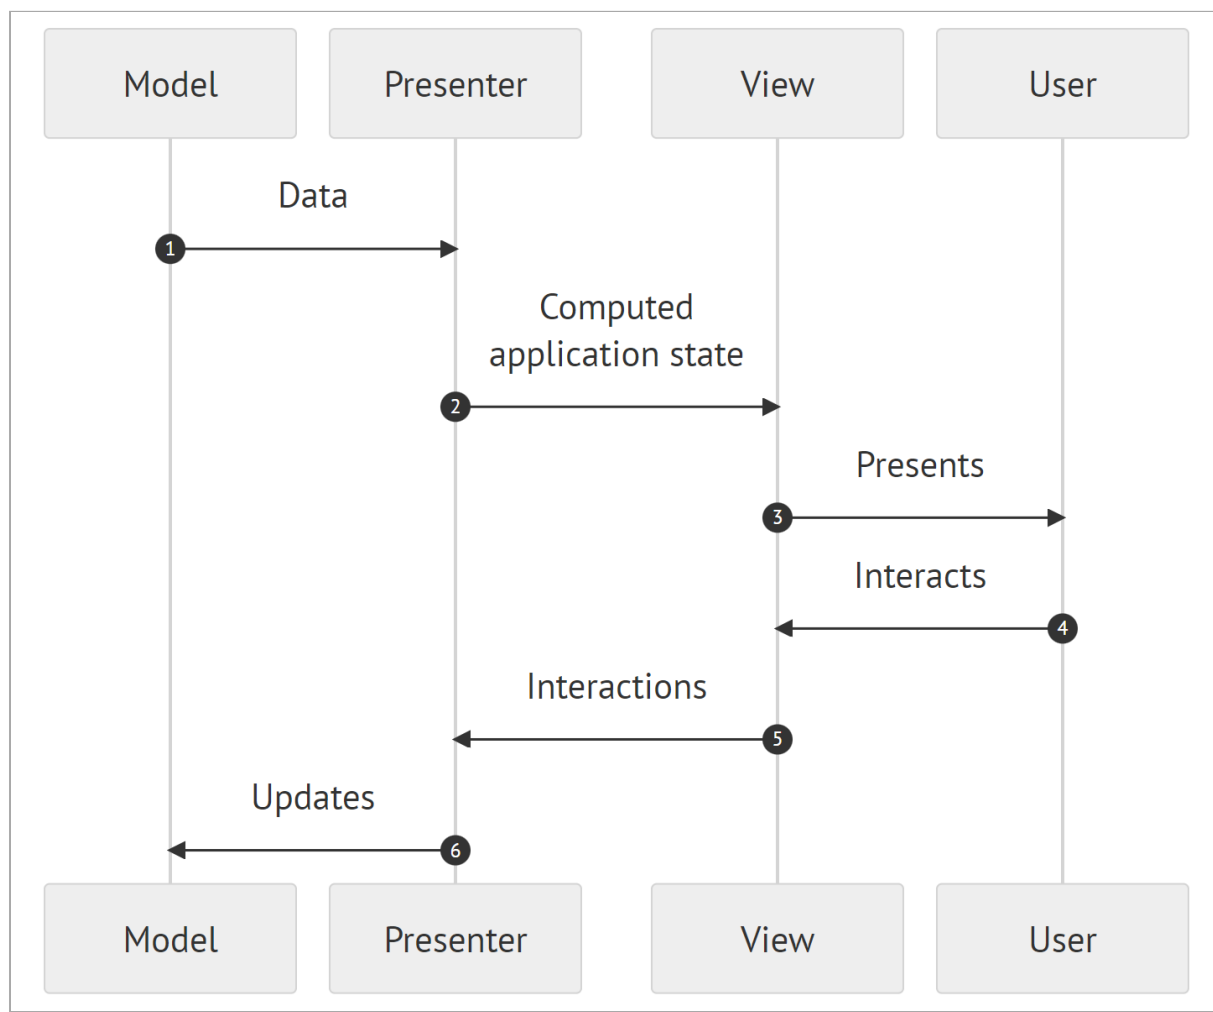 Model
Presenter
View
User
Data
1
Computed
application state
2
Presents
3
Interacts
4
Interactions
5
Updates
6
Model
Presenter
View
User